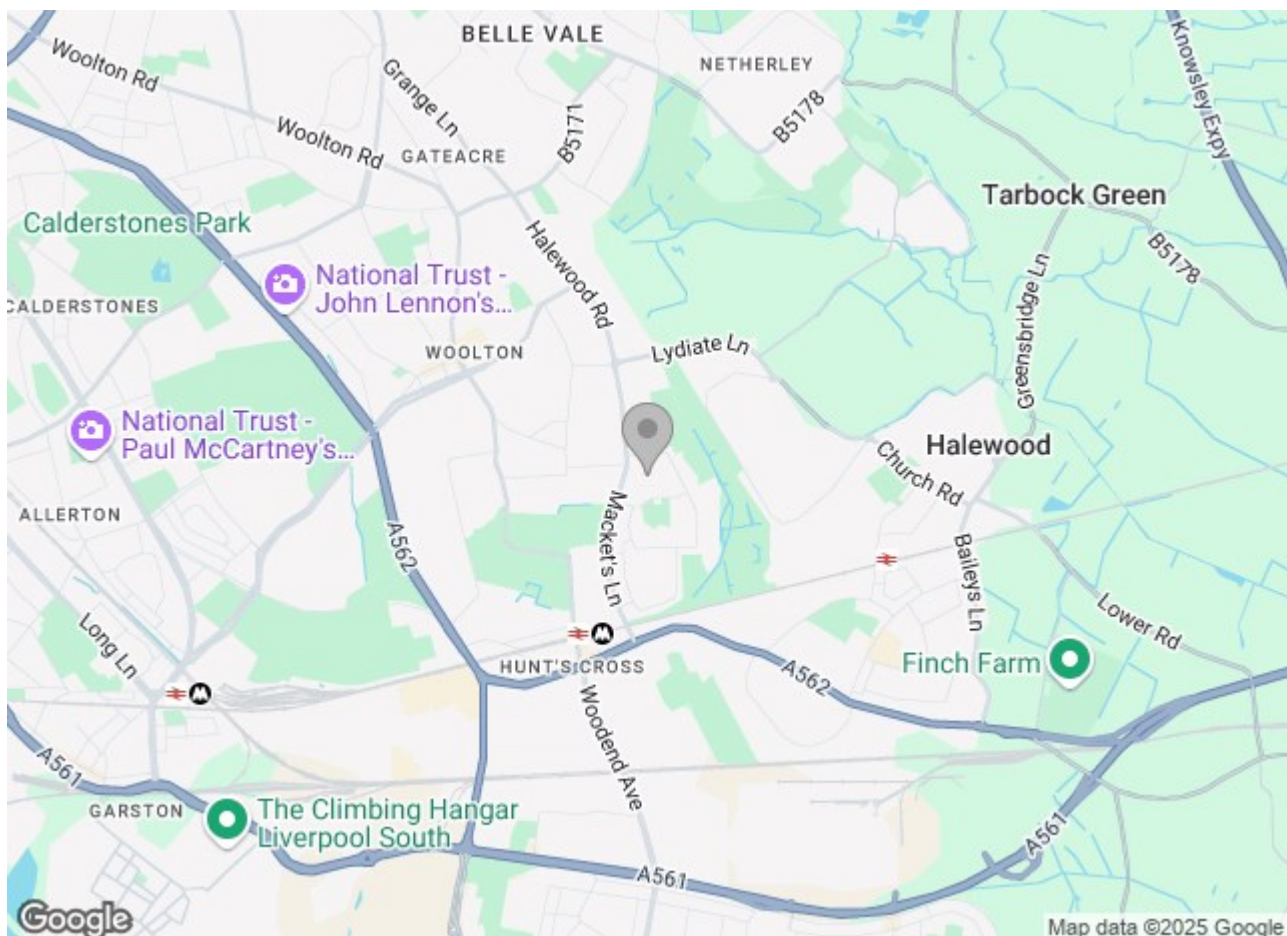 BELLE VALE
Woolton Rd
Grange Ln
NETHERLEY
Knowsley Expy
B5178
B5171
Woolton Rd
GATEACRE
Tarbock Green
Calderstones Park
Halewood Rd
B5178
National Trust -
John Lennon's...
CALDERSTONES
Greensbridge Ln
WOOLTON
Lydiate Ln
National Trust -
Paul McCartney's...
Halewood
Church Rd
ALLERTON
A562
Macket's Ln
Baileys Ln
Lower Rd
Long Ln
HUNT'S CROSS
Finch Farm
A562
Woodend Ave
A561
GARSTON
The Climbing Hangar
Liverpool South
A561
A561
Google
Map data ©2025 Google